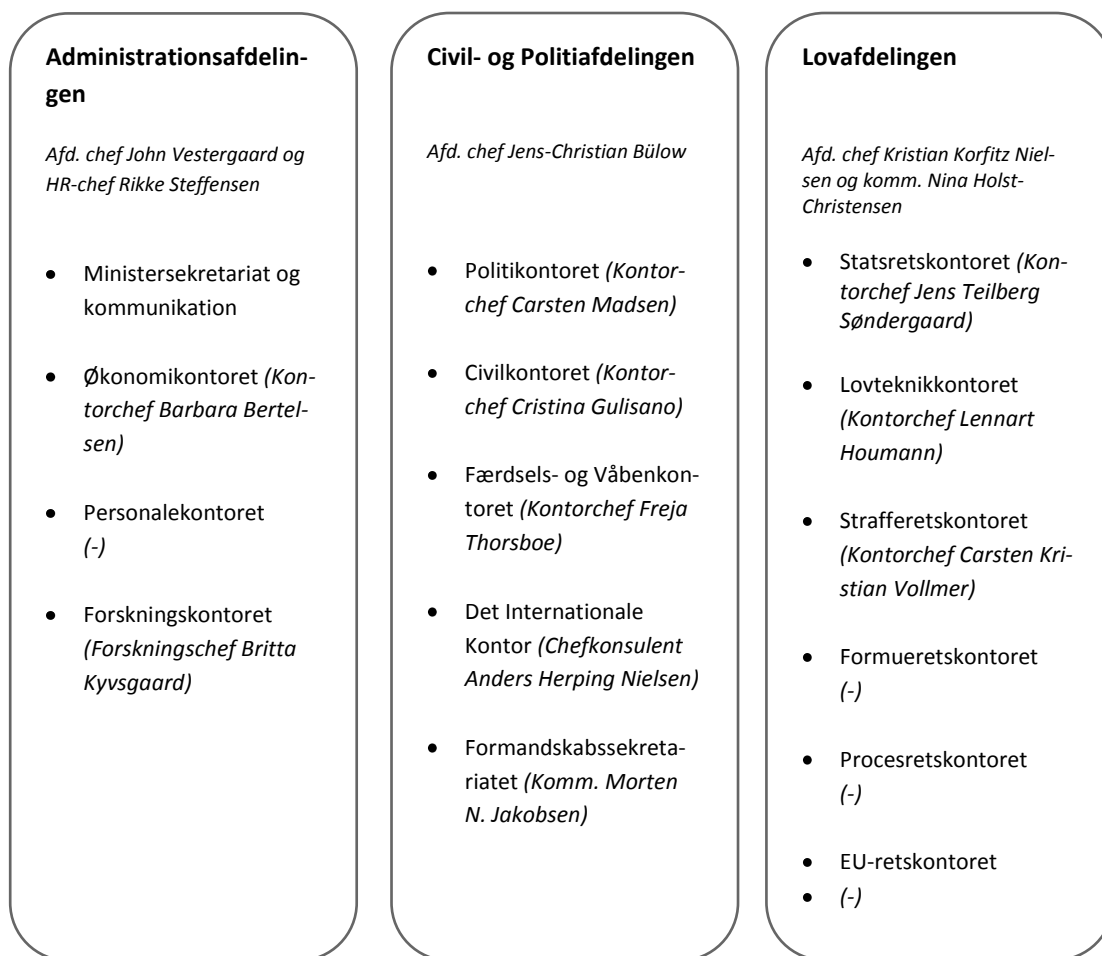 Administrationsafdelin-
gen
Afd. chef John Vestergaard og
HR-chef Rikke Steffensen
• Ministersekretariat og
kommunikation
• Økonomikontoret (Kon-
torchef Barbara Bertel-
sen)
• Personalekontoret
(-)
• Forskningskontoret
(Forskningschef Britta
Kyvsgaard)
Civil- og Politiafdelingen
Afd. chef Jens-Christian Bülow
• Politikontoret (Kontor-
chef Carsten Madsen)
• Civilkontoret (Kontor-
chef Cristina Gulisano)
• Færdsels- og Våbenkon-
toret (Kontorchef Freja
Thorsboe)
• Det Internationale
Kontor (Chefkonsulent
Anders Herping Nielsen)
• Formandskabssekreta-
riatet (Komm. Morten
N. Jakobsen)
Lovafdelingen
Afd. chef Kristian Korfitz Niel-
sen og komm. Nina Holst-
Christensen
• Statsretskontoret (Kon-
torchef Jens Teilberg
Søndergaard)
• Lovteknikkontoret
(Kontorchef Lennart
Houmann)
• Strafferetskontoret
(Kontorchef Carsten Kri-
stian Vollmer)
• Formueretskontoret
(-)
• Procesretskontoret
(-)
• EU-retskontoret
• (-)